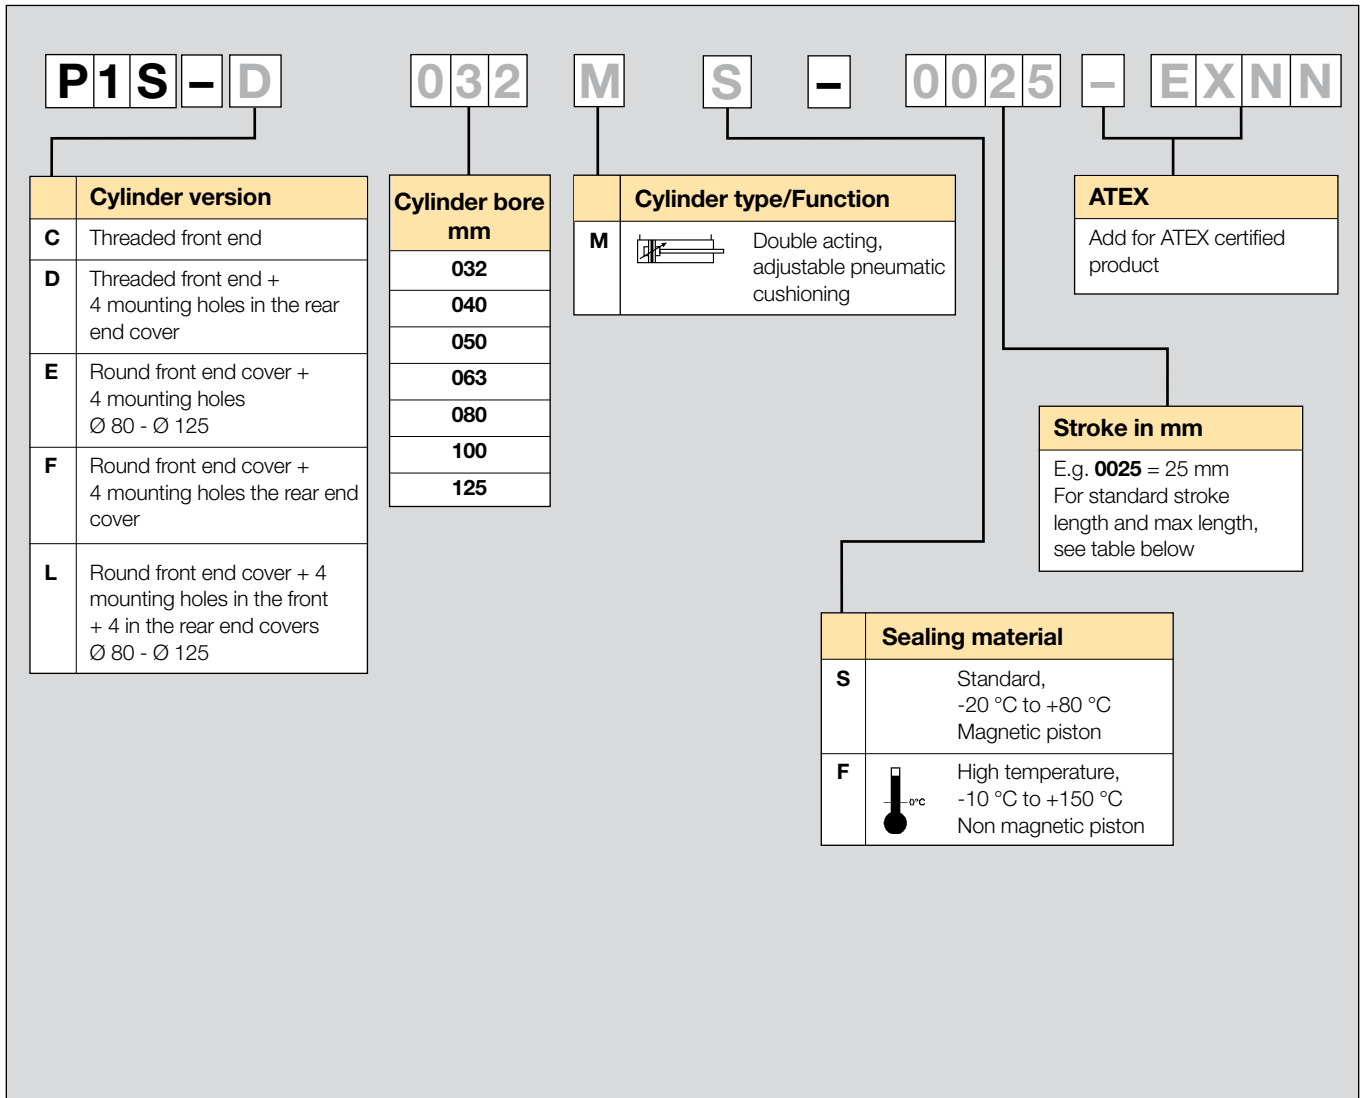 P1S–D 032 M S – 0025 – EXNN
Cylinder version
C Threaded front end
D Threaded front end +
4 mounting holes in the rear
end cover
E Round front end cover +
4 mounting holes
Ø 80 - Ø 125
F Round front end cover +
4 mounting holes the rear end
cover
L Round front end cover + 4
mounting holes in the front
+ 4 in the rear end covers
Ø 80 - Ø 125
Cylinder bore
mm
032
040
050
063
080
100
125
Cylinder type/Function
M Double acting,
adjustable pneumatic
cushioning
ATEX
Add for ATEX certified
product
Stroke in mm
E.g. 0025 = 25 mm
For standard stroke
length and max length,
see table below
Sealing material
S Standard,
-20 °C to +80 °C
Magnetic piston
F High temperature,
0°C -10 °C to +150 °C
Non magnetic piston